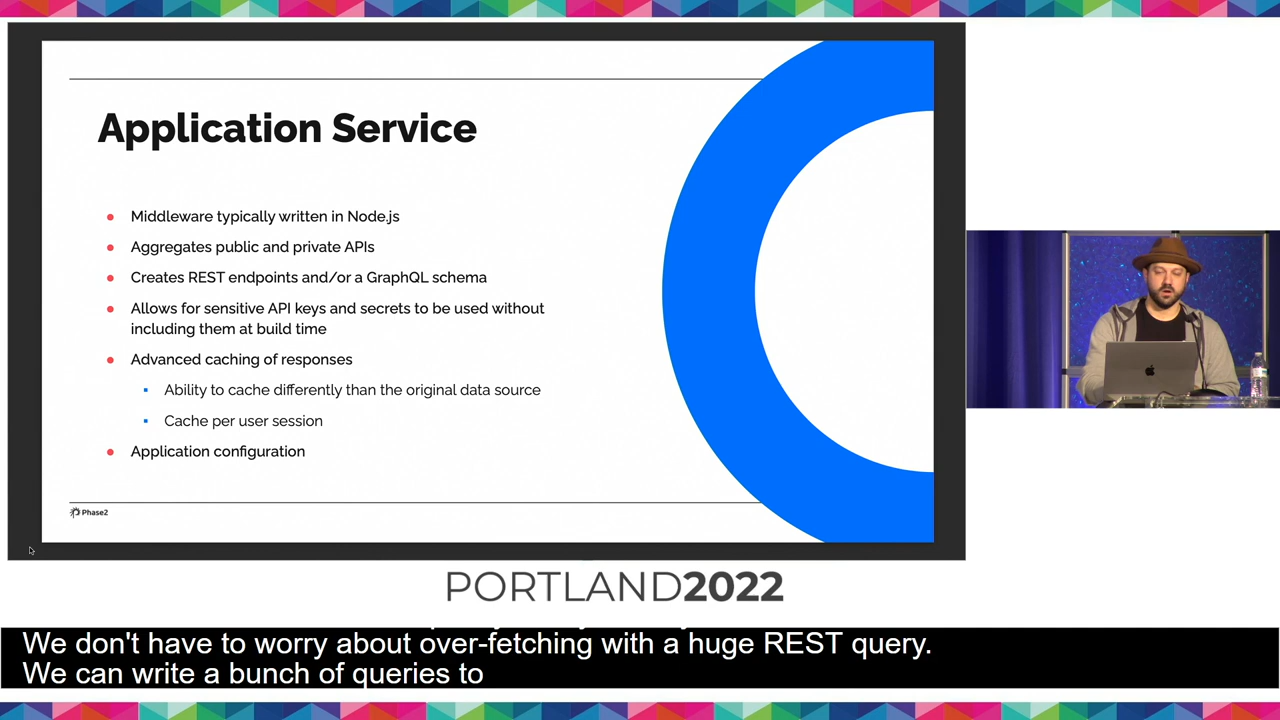 Application Service
Middleware typically written in Node.js
Aggregates public and private APIs
Creates REST endpoints and/or a GraphQL schema
Allows for sensitive API keys and secrets to be used without
including them at build time
Advanced caching of responses
Ability to cache differently than the original data source
Cache per user session
Application configuration
Phase2
PORTLAND2022
We don't have to worry about over-fetching with a huge REST query.
We can write a bunch of queries to